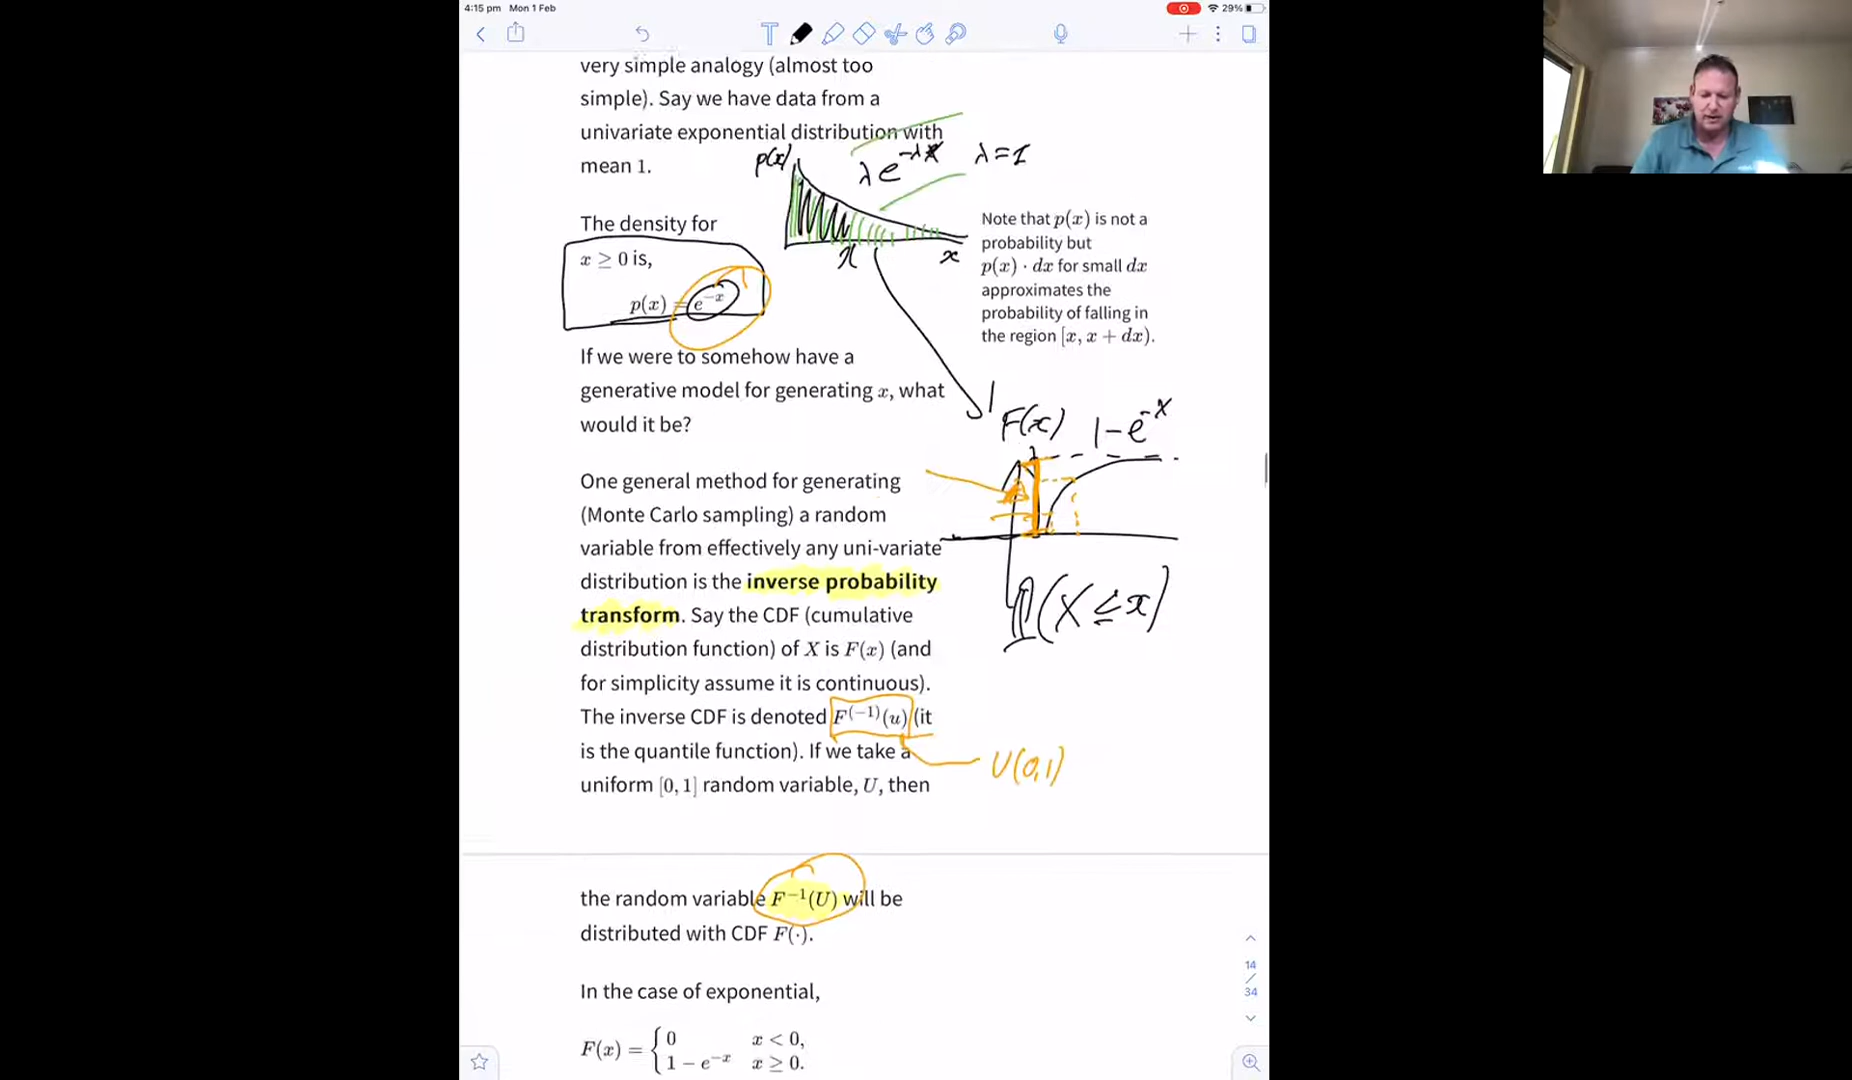 4:15 pm Mon 1 Feb
29%
very simple analogy (almost too
simple). Say we have data from a
univariate exponential distribution with
mean 1.
p(x)
λe^{-λx}
λ=1
x
x
The density for
x ≥ 0 is,
p(x) = e^{-x}
Note that p(x) is not a
probability but
p(x) · dx for small dx
approximates the
probability of falling in
the region [x, x + dx).
If we were to somehow have a
generative model for generating x, what
would it be?
F(x)
1-e^{-x}
One general method for generating
(Monte Carlo sampling) a random
variable from effectively any uni-variate
distribution is the inverse probability
transform. Say the CDF (cumulative
distribution function) of X is F(x) (and
for simplicity assume it is continuous).
The inverse CDF is denoted F^{(-1)}(u) (it
is the quantile function). If we take a
uniform [0, 1] random variable, U, then
ℙ(X ≤ x)
U(0,1)
the random variable F^{-1}(U) will be
distributed with CDF F(·).
In the case of exponential,
F(x) = { 0 x < 0,
1 − e^{-x} x ≥ 0.
14
/
34